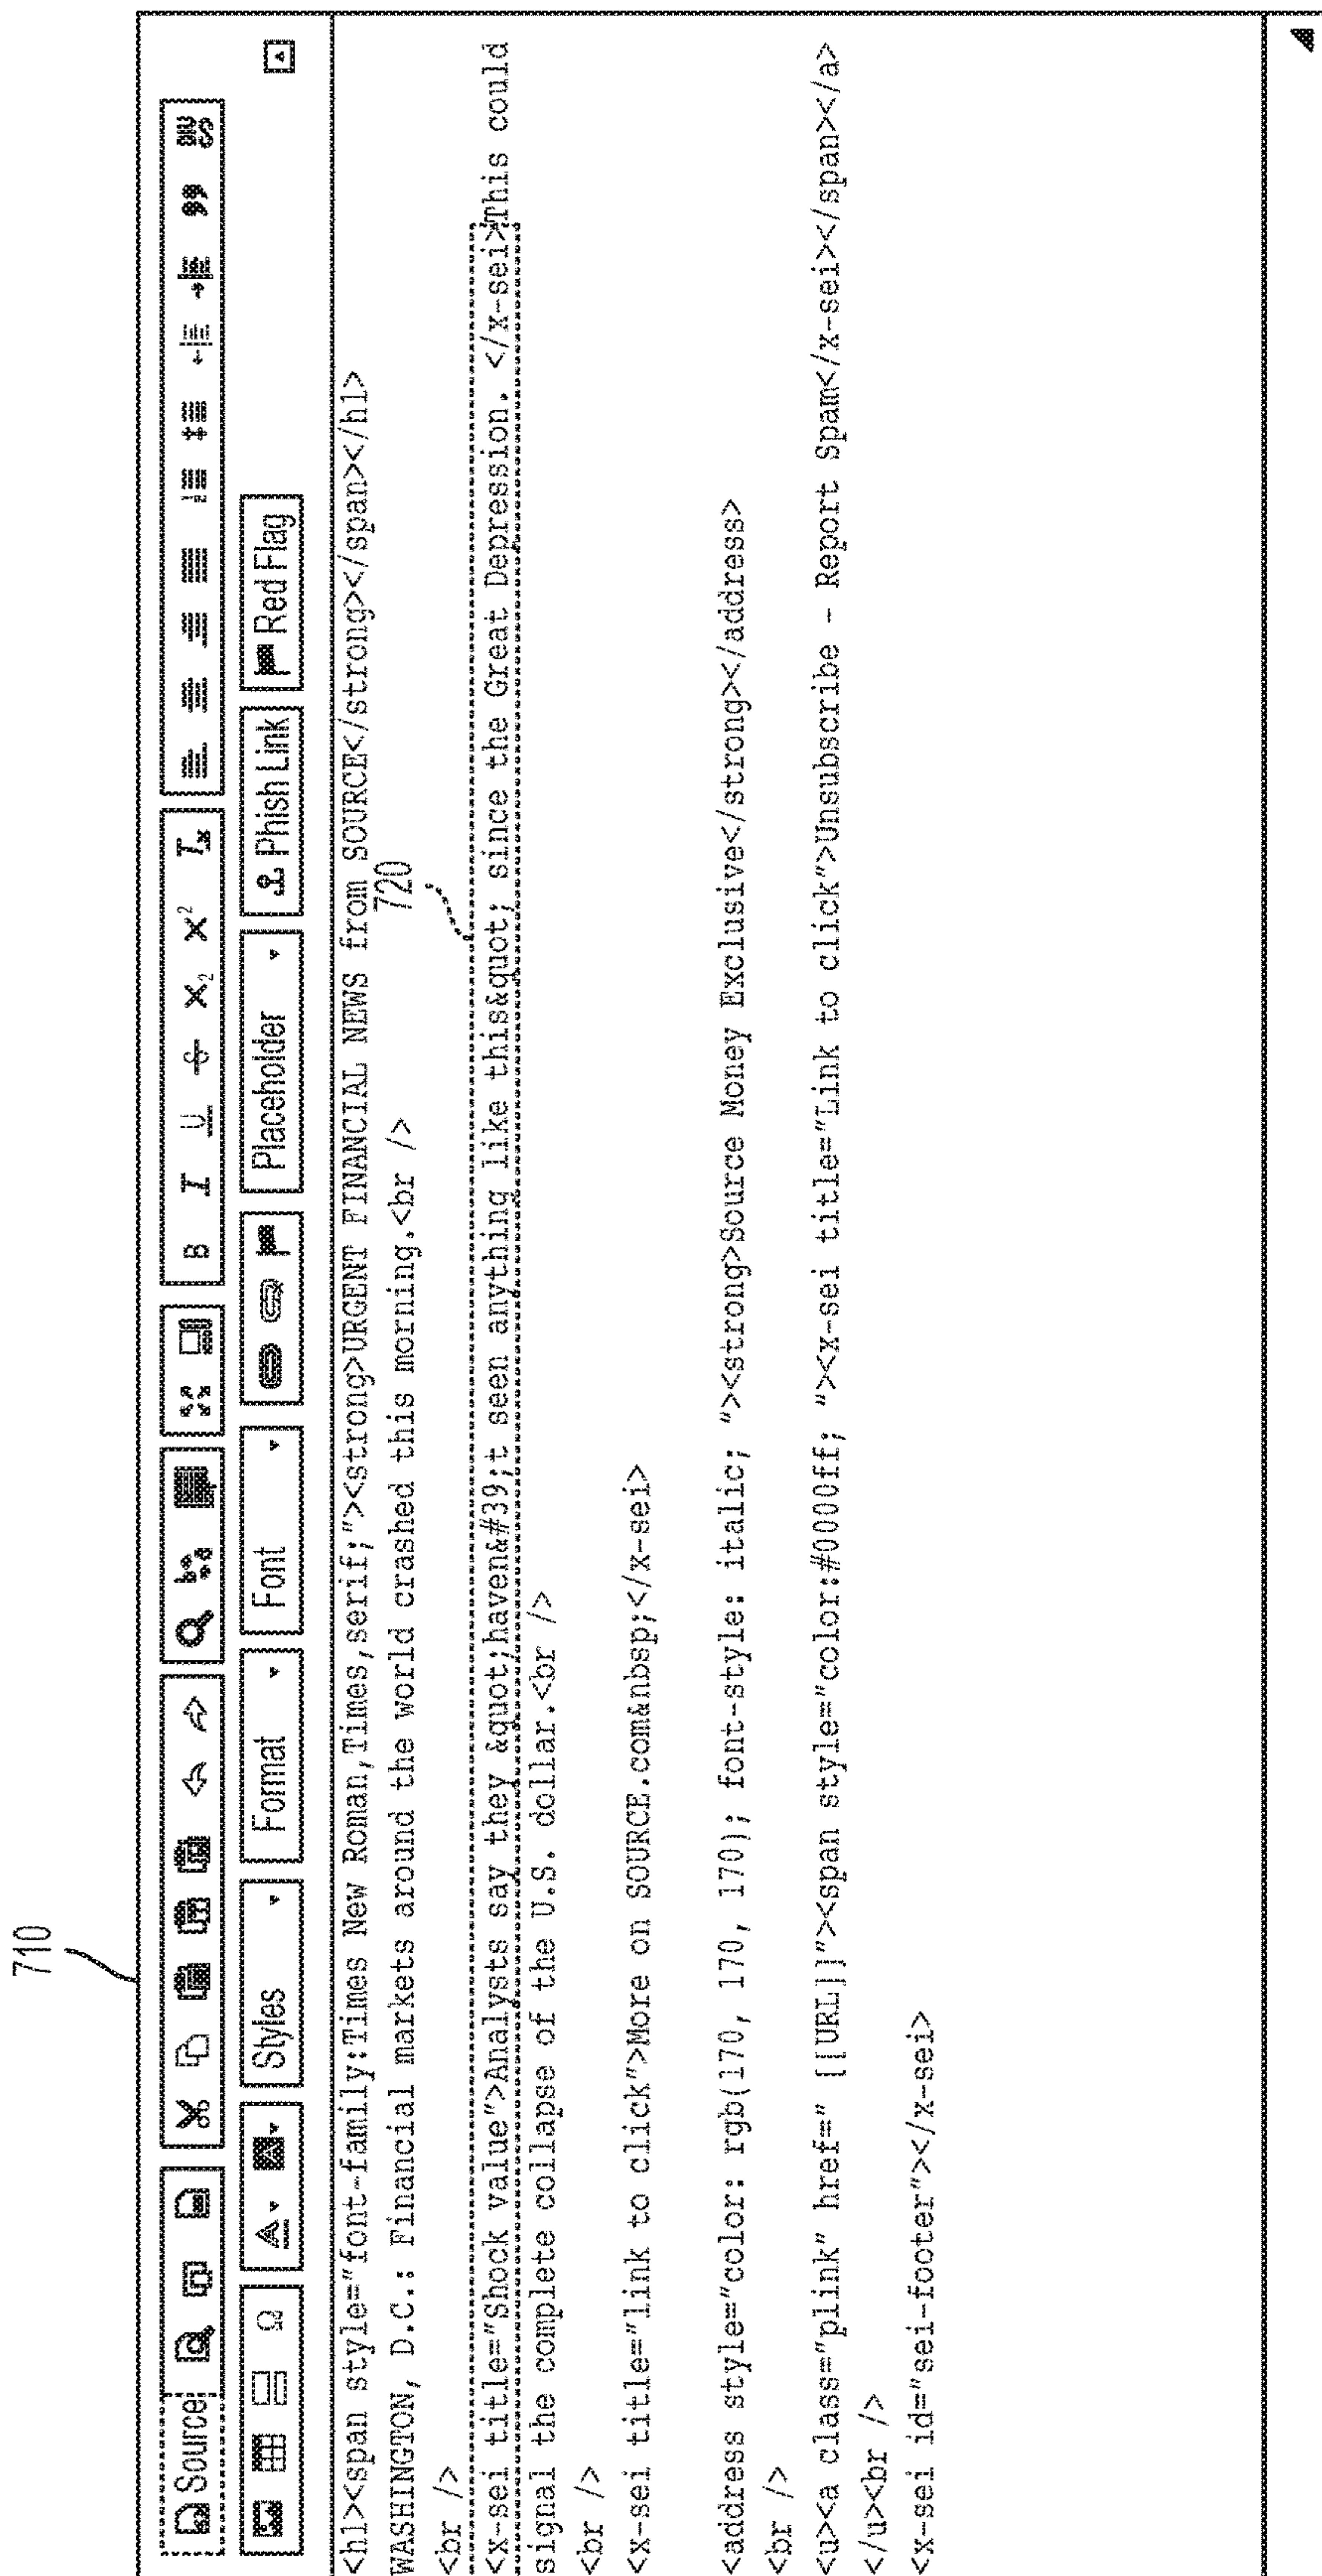 710
Source
B I U S X2 X² Tx
Styles Format Font Placeholder Phish Link Red Flag
<h1><span style="font-family:Times New Roman,Times,serif;"><strong>URGENT FINANCIAL NEWS from SOURCE</strong></span></h1>
720
WASHINGTON, D.C.: Financial markets around the world crashed this morning.<br />
<br />
<x-sei title="Shock value">Analysts say they &quot;haven&#39;t seen anything like this&quot; since the Great Depression. </x-sei>This could
signal the complete collapse of the U.S. dollar.<br />
<br />
<x-sei title="link to click">More on SOURCE.com&nbsp;</x-sei>
<address style="color: rgb(170, 170, 170); font-style: italic; "><strong>Source Money Exclusive</strong></address>
<br />
<u><a class="plink" href=" [[URL]]"><span style="color:#0000ff; "><x-sei title="Link to click">Unsubscribe - Report Spam</x-sei></span></a>
</u><br />
<x-sei id="sei-footer"></x-sei>